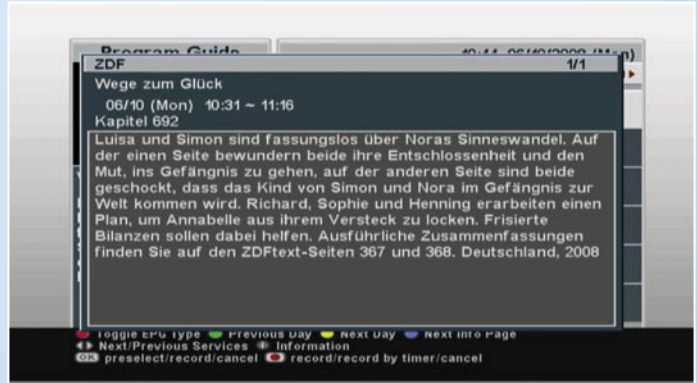 Program Guide 10:44 06/10/2008 (Mon)
ZDF 1/1
Wege zum Glück
06/10 (Mon) 10:31 ~ 11:16
Kapitel 692
Luisa und Simon sind fassungslos über Noras Sinneswandel. Auf
der einen Seite bewundern beide ihre Entschlossenheit und den
Mut, ins Gefängnis zu gehen, auf der anderen Seite sind beide
geschockt, dass das Kind von Simon und Nora im Gefängnis zur
Welt kommen wird. Richard, Sophie und Henning erarbeiten einen
Plan, um Annabelle aus ihrem Versteck zu locken. Frisierte
Bilanzen sollen dabei helfen. Ausführliche Zusammenfassungen
finden Sie auf den ZDFtext-Seiten 367 und 368. Deutschland, 2008
Toggle EPG Type Previous Day Next Day Next Info Page
Next/Previous Services Information
OK preselect/record/cancel record/record by timer/cancel